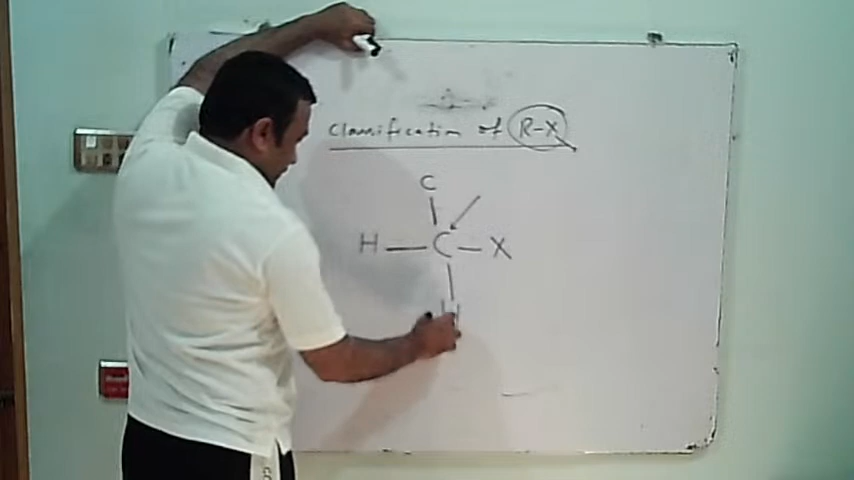 Classification of R-X
C
H — C — X
H